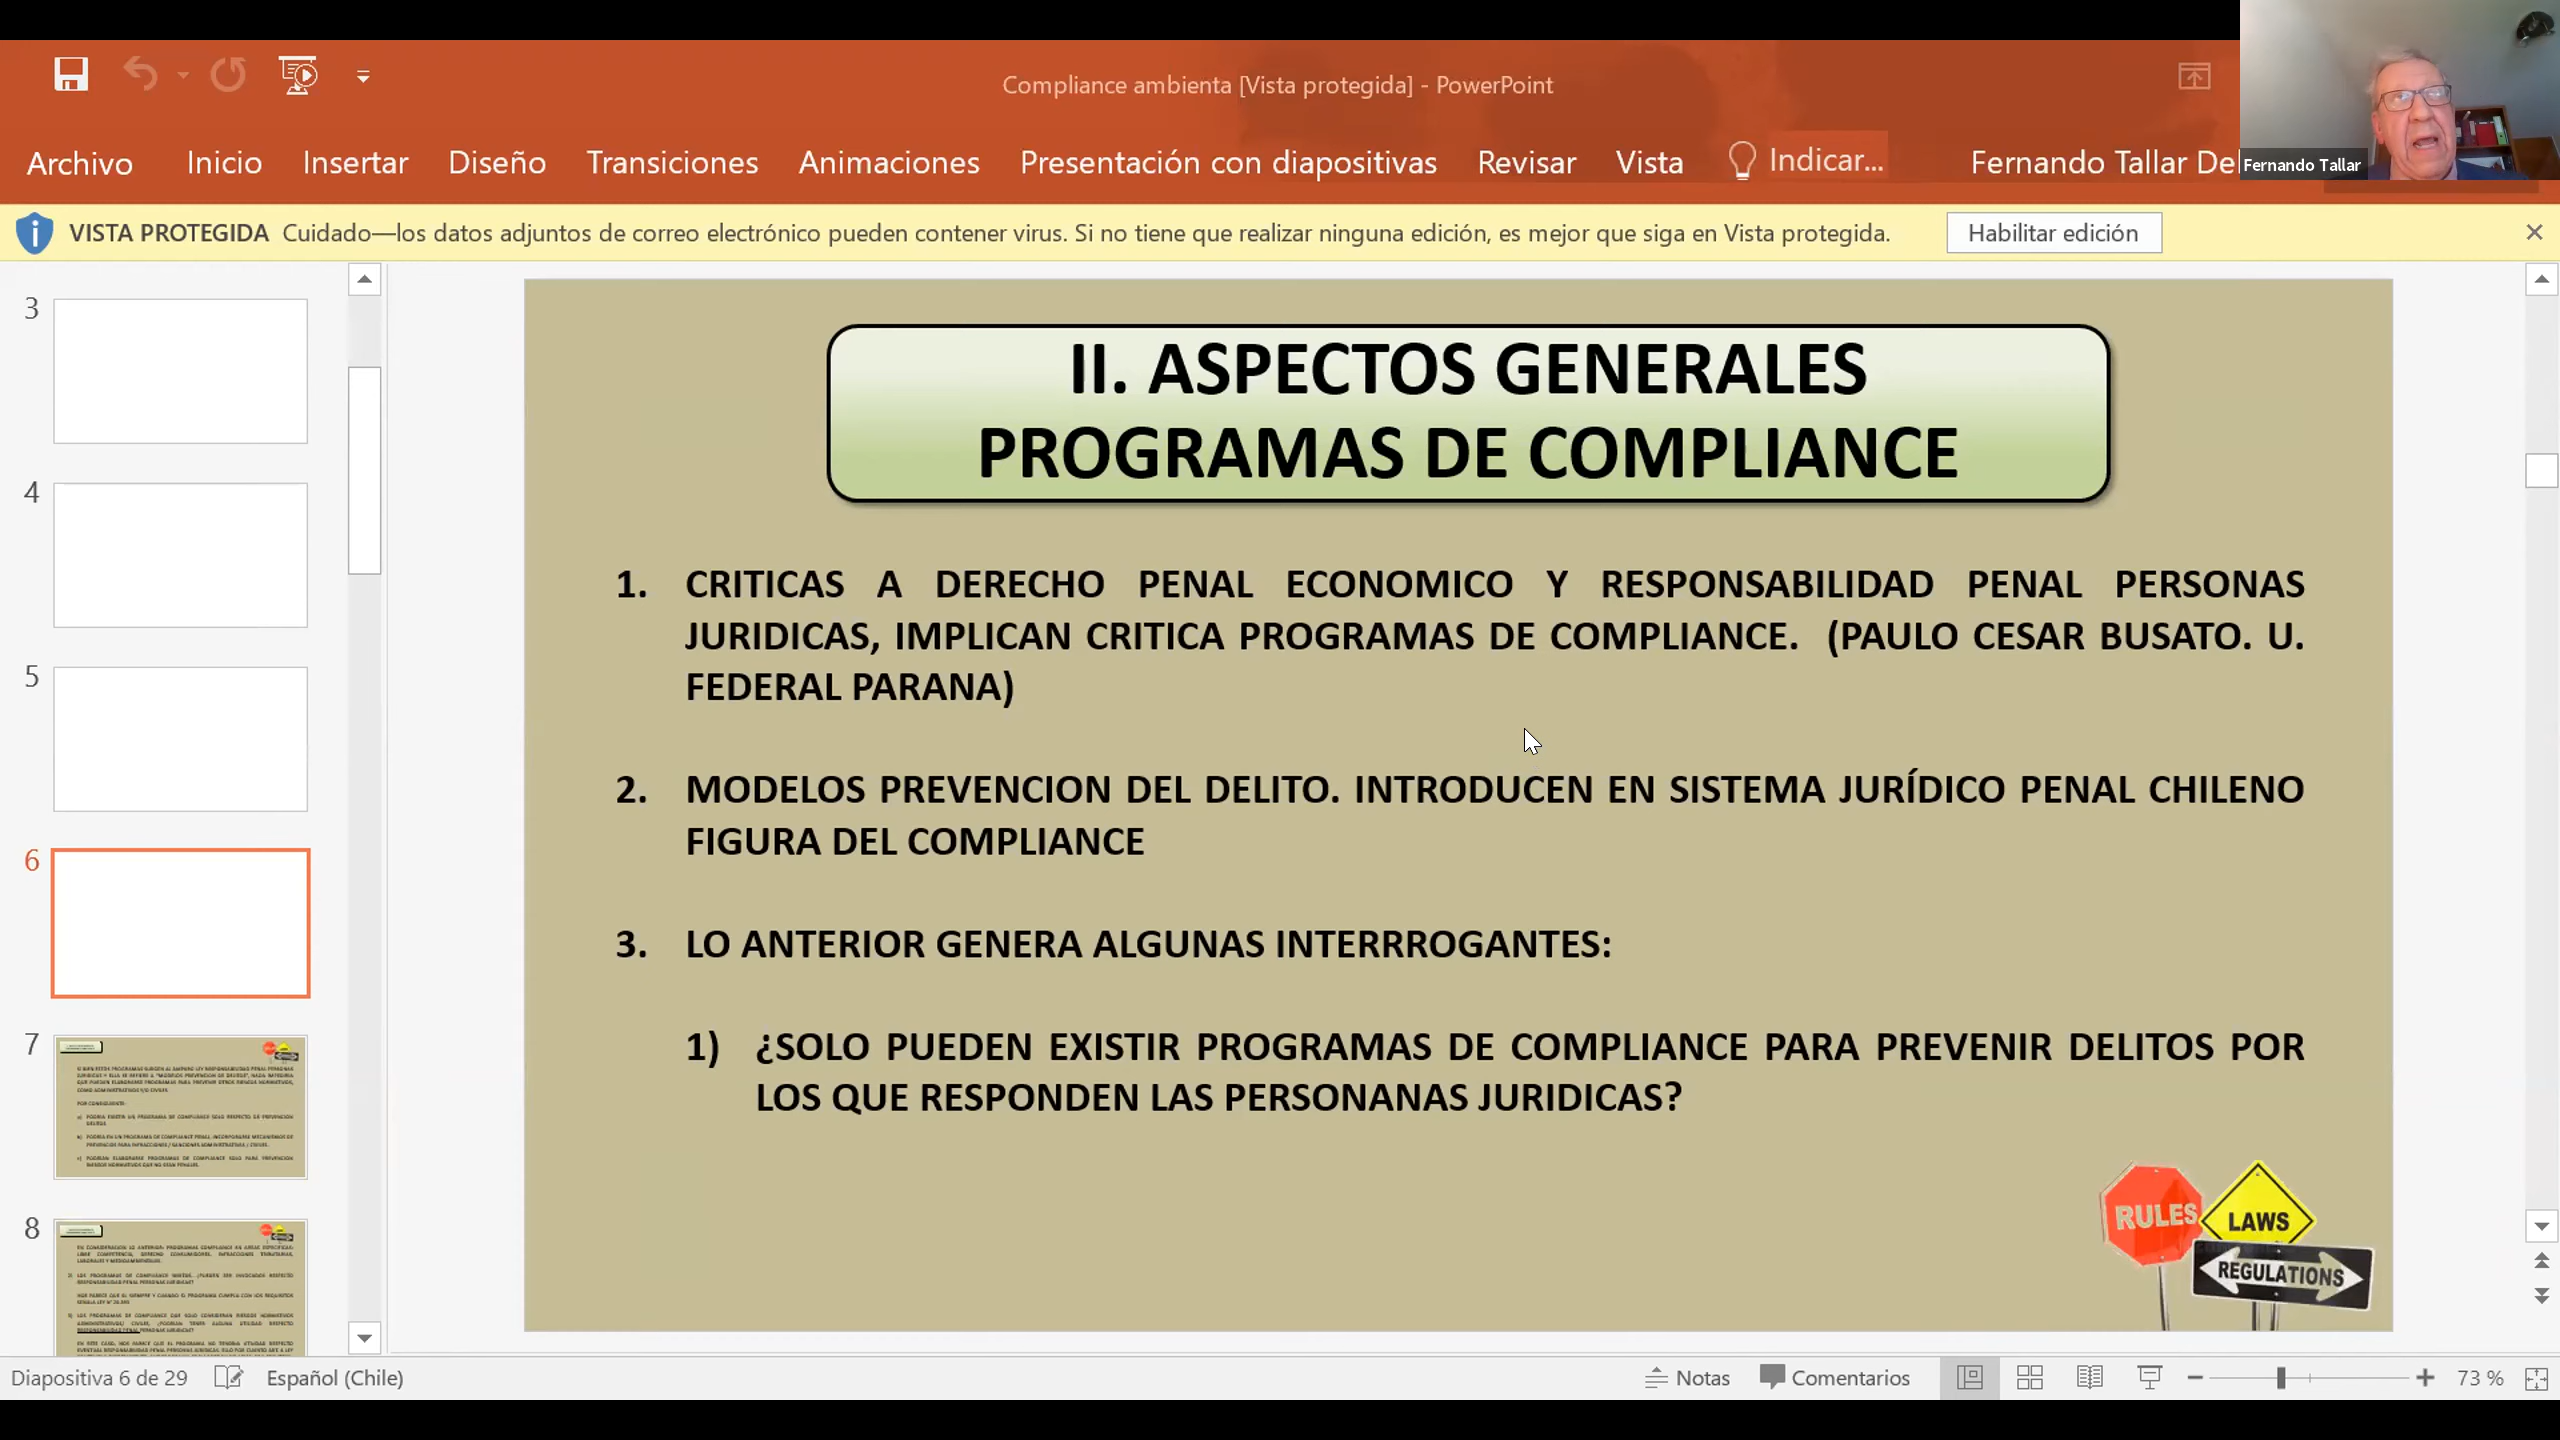 Compliance ambienta [Vista protegida] - PowerPoint
Archivo Inicio Insertar Diseño Transiciones Animaciones Presentación con diapositivas Revisar Vista Indicar... Fernando Tallar De
Fernando Tallar
VISTA PROTEGIDA Cuidado—los datos adjuntos de correo electrónico pueden contener virus. Si no tiene que realizar ninguna edición, es mejor que siga en Vista protegida. Habilitar edición
3
4
5
6
7
8
II. ASPECTOS GENERALES
PROGRAMAS DE COMPLIANCE
1. CRITICAS A DERECHO PENAL ECONOMICO Y RESPONSABILIDAD PENAL PERSONAS
JURIDICAS, IMPLICAN CRITICA PROGRAMAS DE COMPLIANCE. (PAULO CESAR BUSATO. U.
FEDERAL PARANA)
2. MODELOS PREVENCION DEL DELITO. INTRODUCEN EN SISTEMA JURÍDICO PENAL CHILENO
FIGURA DEL COMPLIANCE
3. LO ANTERIOR GENERA ALGUNAS INTERRROGANTES:
1) ¿SOLO PUEDEN EXISTIR PROGRAMAS DE COMPLIANCE PARA PREVENIR DELITOS POR
LOS QUE RESPONDEN LAS PERSONANAS JURIDICAS?
RULES
LAWS
REGULATIONS
Diapositiva 6 de 29 Español (Chile) Notas Comentarios 73 %